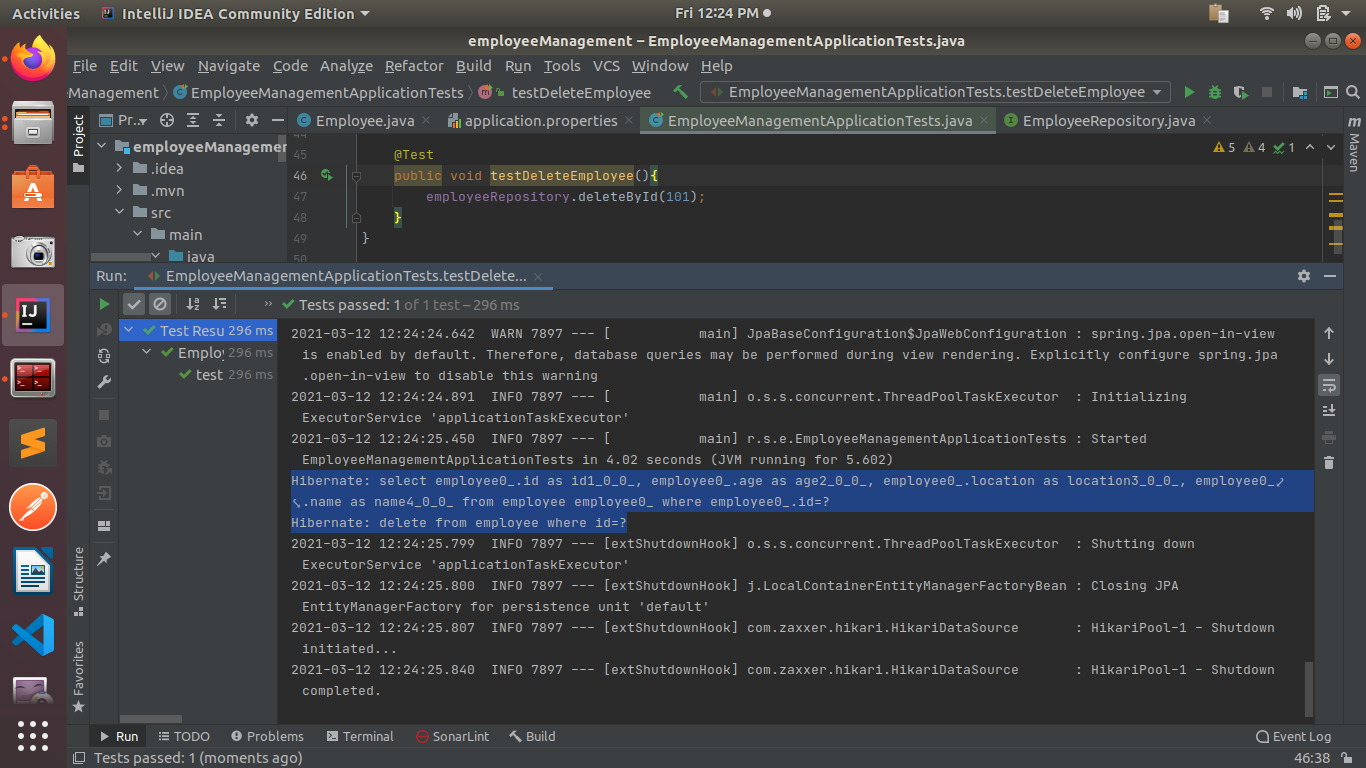 Activities
IntelliJ IDEA Community Edition
Fri 12:24 PM
employeeManagement – EmployeeManagementApplicationTests.java
File Edit View Navigate Code Analyze Refactor Build Run Tools VCS Window Help
Management EmployeeManagementApplicationTests testDeleteEmployee
EmployeeManagementApplicationTests.testDeleteEmployee
Project
Pr...
Employee.java
application.properties
EmployeeManagementApplicationTests.java
EmployeeRepository.java
Maven
employeeManagemen
.idea
.mvn
src
main
java
44
45 @Test
46 public void testDeleteEmployee(){
47 employeeRepository.deleteById(101);
48 }
49 }
50
5 4 1
Run: EmployeeManagementApplicationTests.testDelete...
Tests passed: 1 of 1 test – 296 ms
Test Resu 296 ms
Employ 296 ms
test 296 ms
2021-03-12 12:24:24.642 WARN 7897 --- [ main] JpaBaseConfiguration$JpaWebConfiguration : spring.jpa.open-in-view
is enabled by default. Therefore, database queries may be performed during view rendering. Explicitly configure spring.jpa
.open-in-view to disable this warning
2021-03-12 12:24:24.891 INFO 7897 --- [ main] o.s.s.concurrent.ThreadPoolTaskExecutor : Initializing
ExecutorService 'applicationTaskExecutor'
2021-03-12 12:24:25.450 INFO 7897 --- [ main] r.s.e.EmployeeManagementApplicationTests : Started
EmployeeManagementApplicationTests in 4.02 seconds (JVM running for 5.602)
Hibernate: select employee0_.id as id1_0_0_, employee0_.age as age2_0_0_, employee0_.location as location3_0_0_, employee0_
.name as name4_0_0_ from employee employee0_ where employee0_.id=?
Hibernate: delete from employee where id=?
2021-03-12 12:24:25.799 INFO 7897 --- [extShutdownHook] o.s.s.concurrent.ThreadPoolTaskExecutor : Shutting down
ExecutorService 'applicationTaskExecutor'
2021-03-12 12:24:25.800 INFO 7897 --- [extShutdownHook] j.LocalContainerEntityManagerFactoryBean : Closing JPA
EntityManagerFactory for persistence unit 'default'
2021-03-12 12:24:25.807 INFO 7897 --- [extShutdownHook] com.zaxxer.hikari.HikariDataSource : HikariPool-1 - Shutdown
initiated...
2021-03-12 12:24:25.840 INFO 7897 --- [extShutdownHook] com.zaxxer.hikari.HikariDataSource : HikariPool-1 - Shutdown
completed.
Structure
Favorites
Run TODO Problems Terminal SonarLint Build Event Log
Tests passed: 1 (moments ago) 46:38